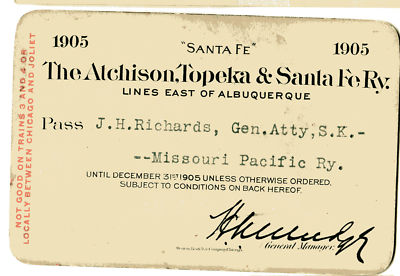 1905 "SANTA FE" 1905
The Atchison, Topeka & Santa Fe Ry.
LINES EAST OF ALBUQUERQUE
Pass J.H.Richards, Gen.Atty,S.K.-
--Missouri Pacific Ry.
UNTIL DECEMBER 31ST 1905 UNLESS OTHERWISE ORDERED.
SUBJECT TO CONDITIONS ON BACK HEREOF.
General Manager.
NOT GOOD ON TRAINS 3 AND 4 OR
LOCALLY BETWEEN CHICAGO AND JOLIET